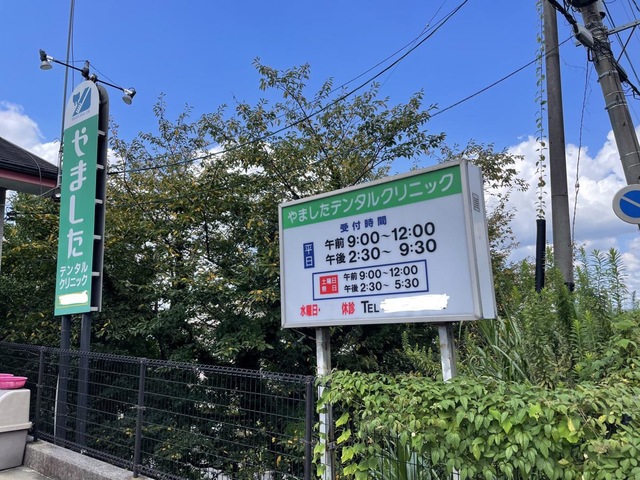 やました
デンタル
クリニック
やましたデンタルクリニック
受付時間
平日
午前 9:00～12:00
午後 2:30～ 9:30
土曜日
祭日
午前 9:00～12:00
午後 2:30～ 5:30
水曜日・ 休診 TEL